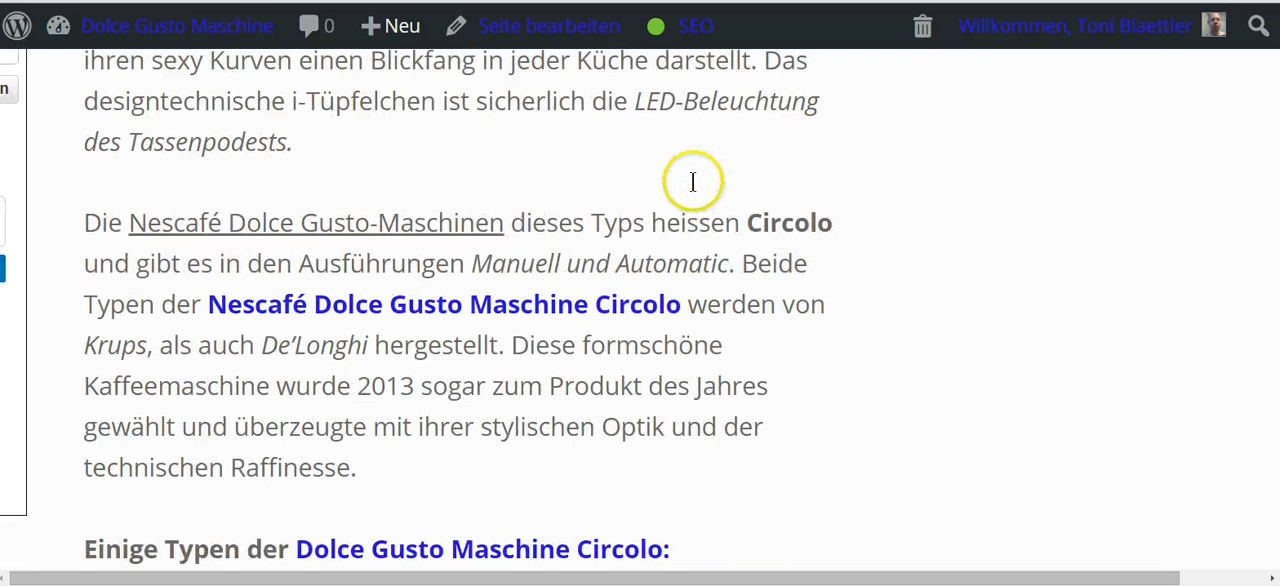 Dolce Gusto Maschine 0 Neu Seite bearbeiten SEO Willkommen, Toni Blaettler
n
ihren sexy Kurven einen Blickfang in jeder Küche darstellt. Das
designtechnische i-Tüpfelchen ist sicherlich die LED-Beleuchtung
des Tassenpodests.
Die Nescafé Dolce Gusto-Maschinen dieses Typs heissen Circolo
und gibt es in den Ausführungen Manuell und Automatic. Beide
Typen der Nescafé Dolce Gusto Maschine Circolo werden von
Krups, als auch De’Longhi hergestellt. Diese formschöne
Kaffeemaschine wurde 2013 sogar zum Produkt des Jahres
gewählt und überzeugte mit ihrer stylischen Optik und der
technischen Raffinesse.
Einige Typen der Dolce Gusto Maschine Circolo: